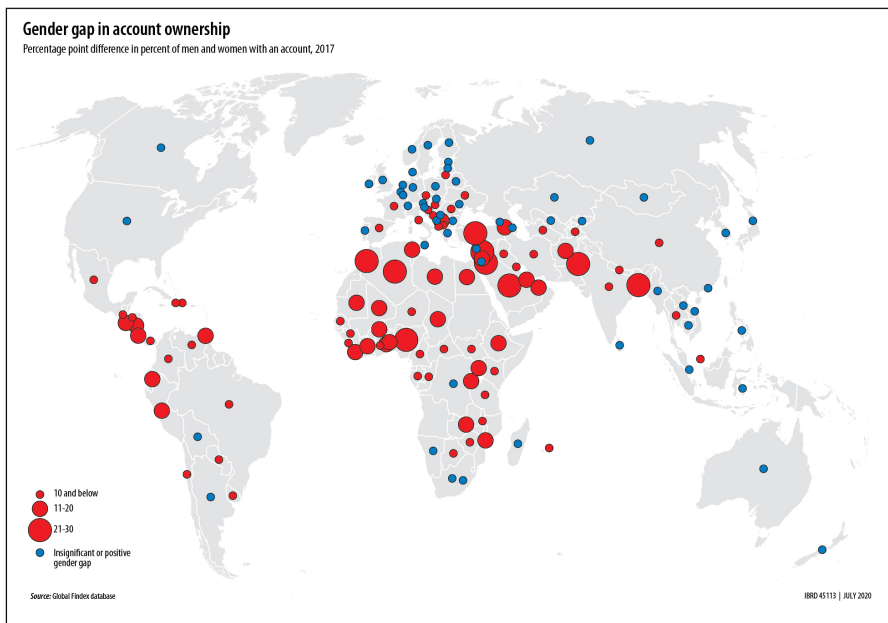 Gender gap in account ownership
Percentage point difference in percent of men and women with an account, 2017
10 and below
11-20
21-30
Insignificant or positive
gender gap
Source: Global Findex database
IBRD 45113 | JULY 2020